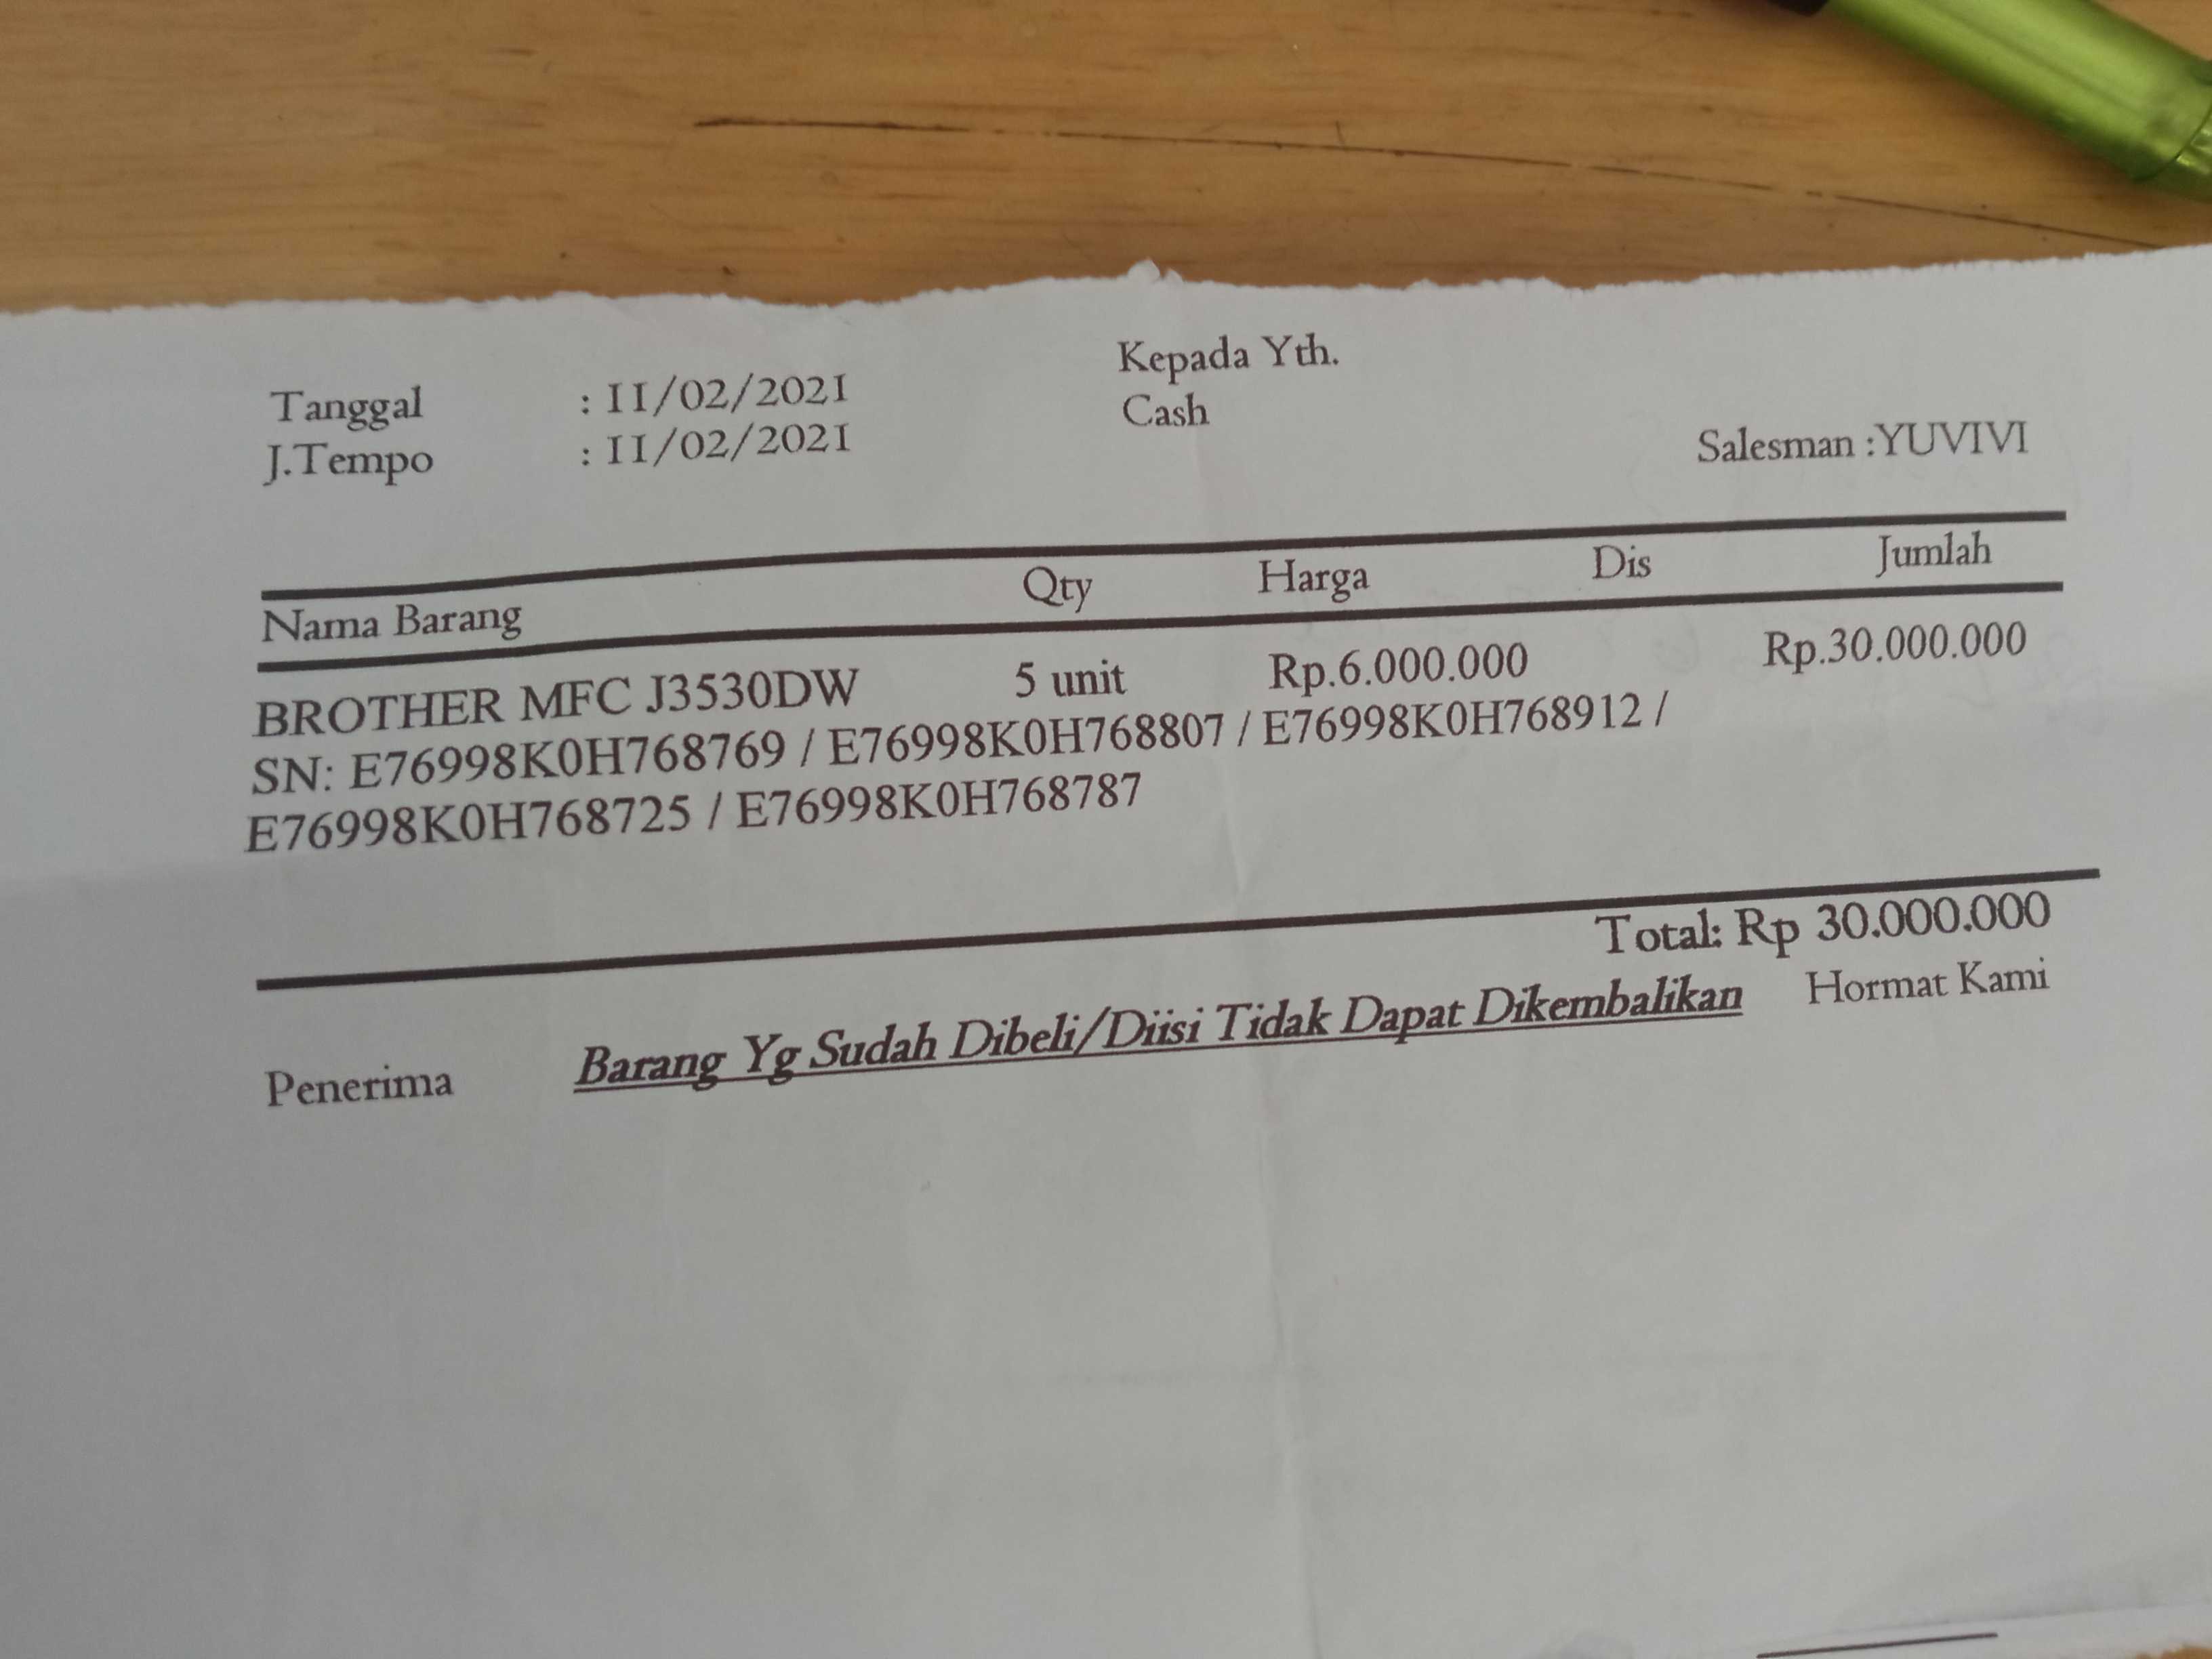 Kepada Yth.
Tanggal : 11/02/2021 Cash
J.Tempo : 11/02/2021
Salesman :YUVIVI
Nama Barang Qty Harga Dis Jumlah
BROTHER MFC J3530DW 5 unit Rp.6.000.000 Rp.30.000.000
SN: E76998K0H768769 / E76998K0H768807 / E76998K0H768912 /
E76998K0H768725 / E76998K0H768787
Total: Rp 30.000.000
Penerima Barang Yg Sudah Dibeli/Diisi Tidak Dapat Dikembalikan Hormat Kami